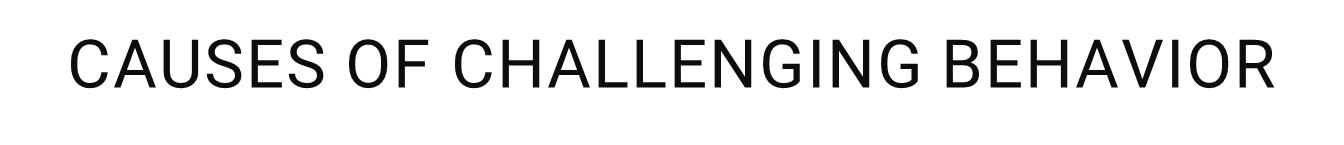 CAUSES OF CHALLENGING BEHAVIOR